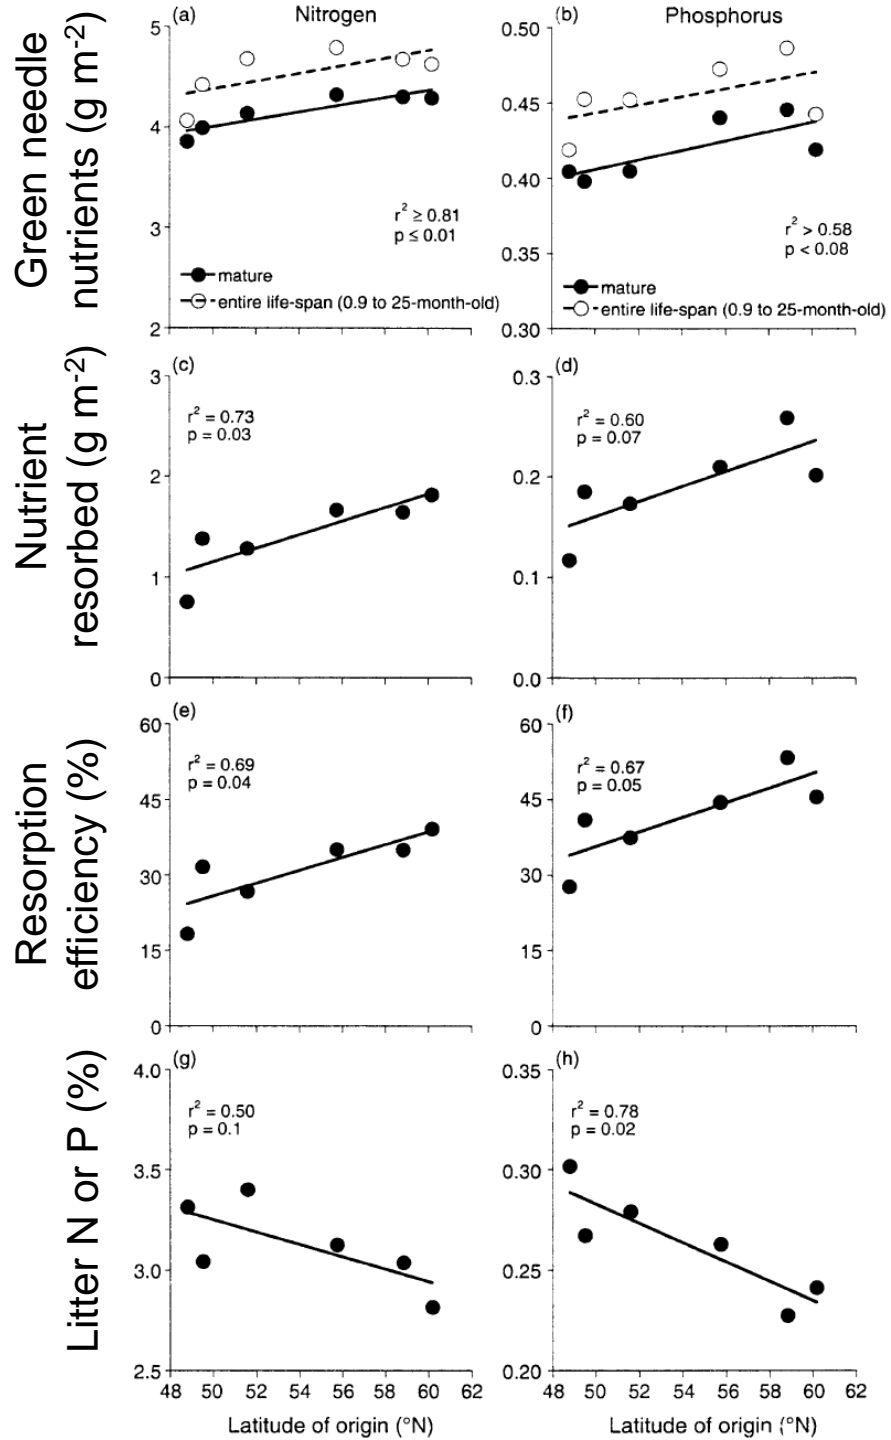 (a) Nitrogen
(b) Phosphorus
Green needle
nutrients (g m⁻²)
5
4
3
2
r² ≥ 0.81
p ≤ 0.01
mature
entire life-span (0.9 to 25-month-old)
0.50
0.45
0.40
0.35
0.30
r² > 0.58
p < 0.08
mature
entire life-span (0.9 to 25-month-old)
Nutrient
resorbed (g m⁻²)
(c)
3
2
1
0
r² = 0.73
p = 0.03
(d)
0.3
0.2
0.1
0.0
r² = 0.60
p = 0.07
Resorption
efficiency (%)
(e)
60
45
30
15
0
r² = 0.69
p = 0.04
(f)
60
45
30
15
0
r² = 0.67
p = 0.05
Litter N or P (%)
(g)
4.0
3.5
3.0
2.5
r² = 0.50
p = 0.1
48 50 52 54 56 58 60 62
Latitude of origin (°N)
(h)
0.35
0.30
0.25
0.20
r² = 0.78
p = 0.02
48 50 52 54 56 58 60 62
Latitude of origin (°N)